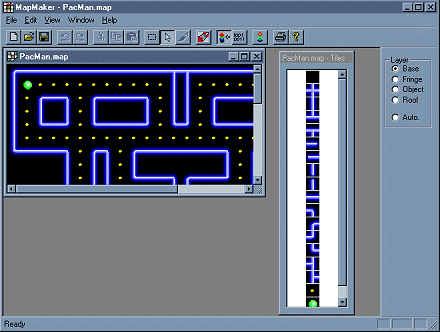 MapMaker - PacMan.map
File Edit View Window Help
PacMan.map
PacMan.map - Tiles
Layer
Base
Fringe
Object
Roof
Auto.
Ready